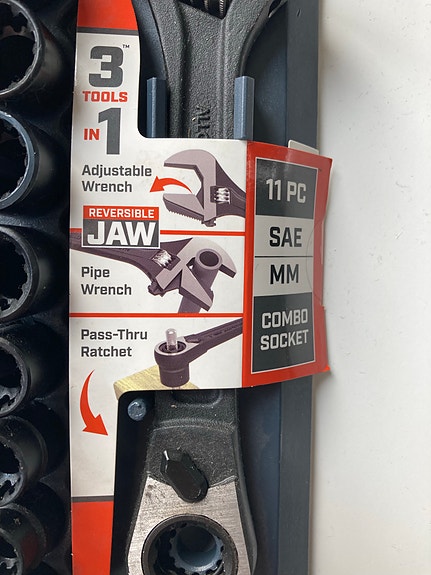 3™
TOOLS
IN 1
Adjustable
Wrench
REVERSIBLE
JAW
Pipe
Wrench
Pass-Thru
Ratchet
11 PC
SAE
MM
COMBO
SOCKET